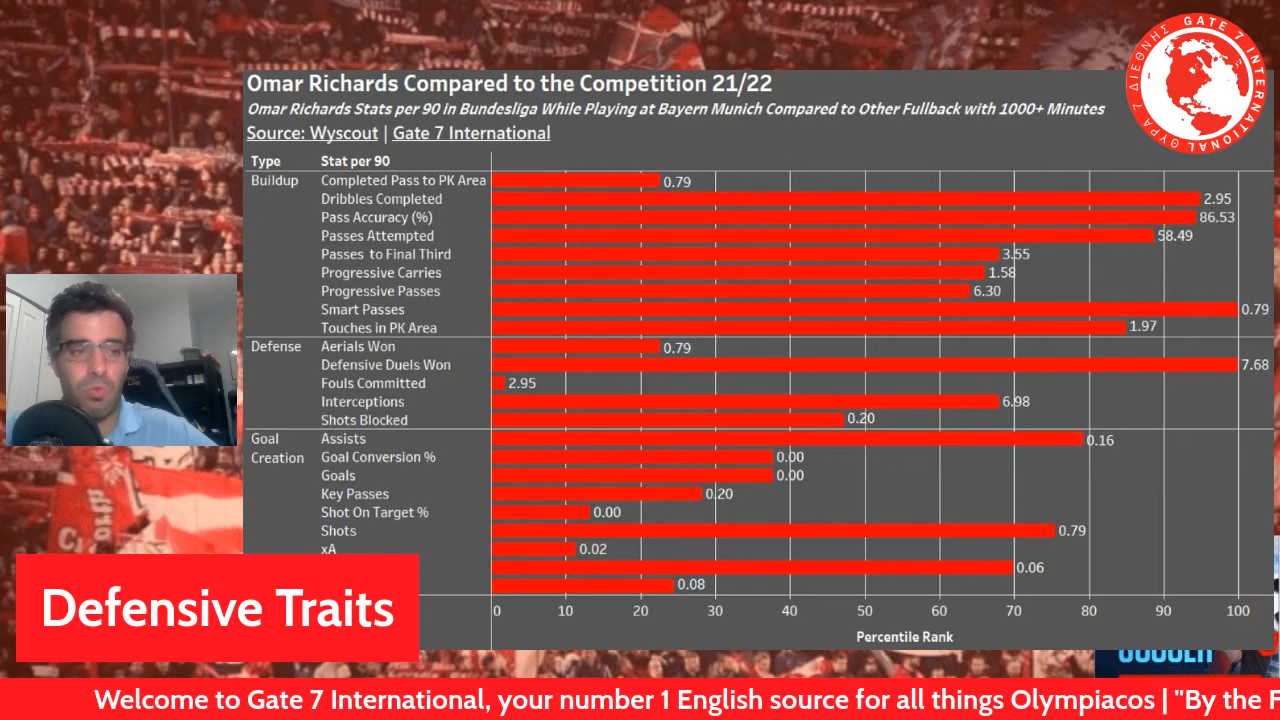 Omar Richards Compared to the Competition 21/22
Omar Richards Stats per 90 in Bundesliga While Playing at Bayern Munich Compared to Other Fullback with 1000+ Minutes
Source: Wyscout | Gate 7 International
GATE 7 INTERNATIONAL
ΘΥΡΑ 7 ΔΙΕΘΝΗΣ
Type Stat per 90
Buildup Completed Pass to PK Area 0.79
Dribbles Completed 2.95
Pass Accuracy (%) 86.53
Passes Attempted 58.49
Passes to Final Third 3.55
Progressive Carries 1.58
Progressive Passes 6.30
Smart Passes 0.79
Touches in PK Area 1.97
Defense Aerials Won 0.79
Defensive Duels Won 7.68
Fouls Committed 2.95
Interceptions 6.98
Shots Blocked 0.20
Goal Assists 0.16
Creation Goal Conversion % 0.00
Goals 0.00
Key Passes 0.20
Shot On Target % 0.00
Shots 0.79
xA 0.02
0.06
0.08
0 10 20 30 40 50 60 70 80 90 100
Percentile Rank
Defensive Traits
Welcome to Gate 7 International, your number 1 English source for all things Olympiacos | "By the F